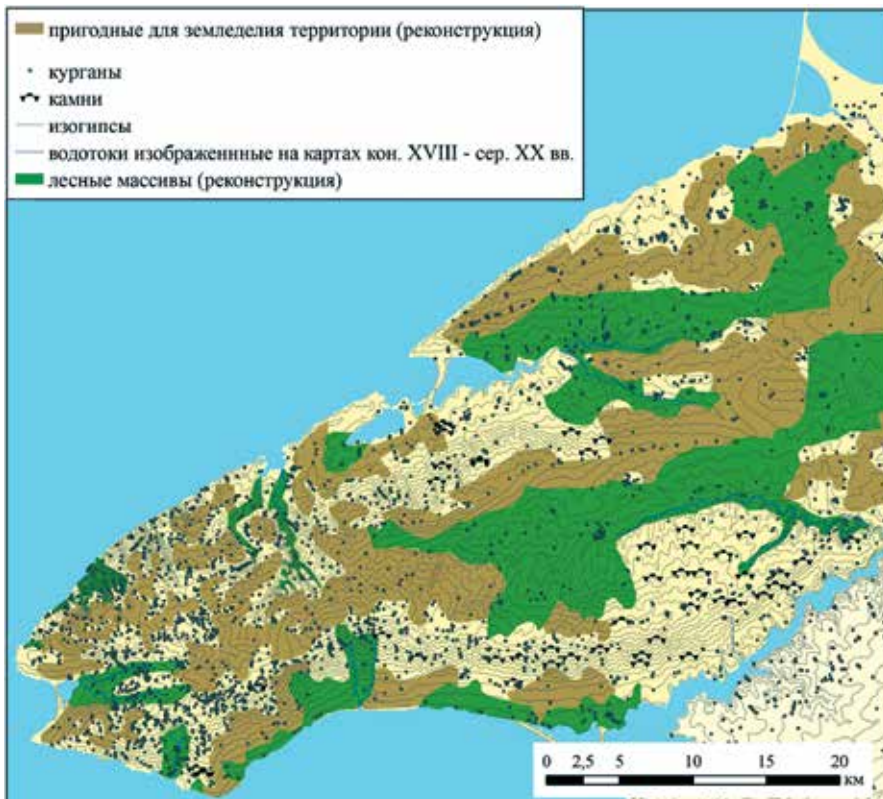 пригодные для земледелия территории (реконструкция)
курганы
камни
изогипсы
водотоки изображеннные на картах кон. XVIII - сер. XX вв.
лесные массивы (реконструкция)
0 2,5 5 10 15 20
км